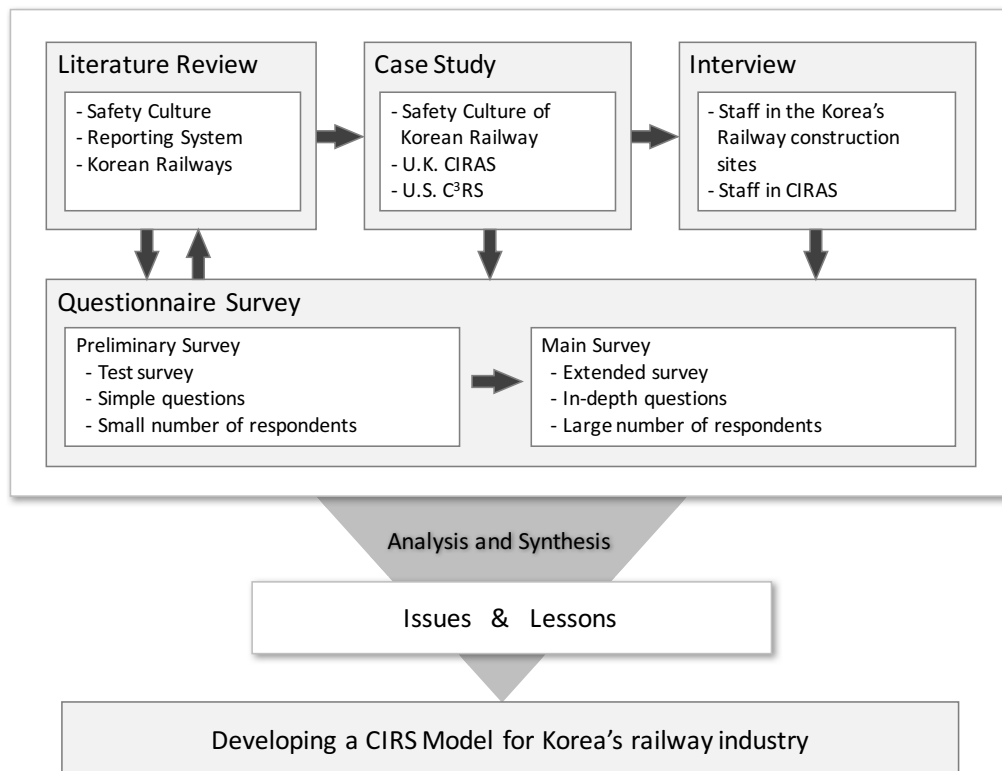 Literature Review
- Safety Culture
- Reporting System
- Korean Railways
Case Study
- Safety Culture of
Korean Railway
- U.K. CIRAS
- U.S. C³RS
Interview
- Staff in the Korea's
Railway construction
sites
- Staff in CIRAS
Questionnaire Survey
Preliminary Survey
- Test survey
- Simple questions
- Small number of respondents
Main Survey
- Extended survey
- In-depth questions
- Large number of respondents
Analysis and Synthesis
Issues & Lessons
Developing a CIRS Model for Korea's railway industry